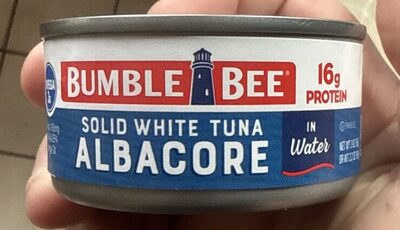 BUMBLE BEE®
16g
PROTEIN
SOLID WHITE TUNA
ALBACORE
IN
Water